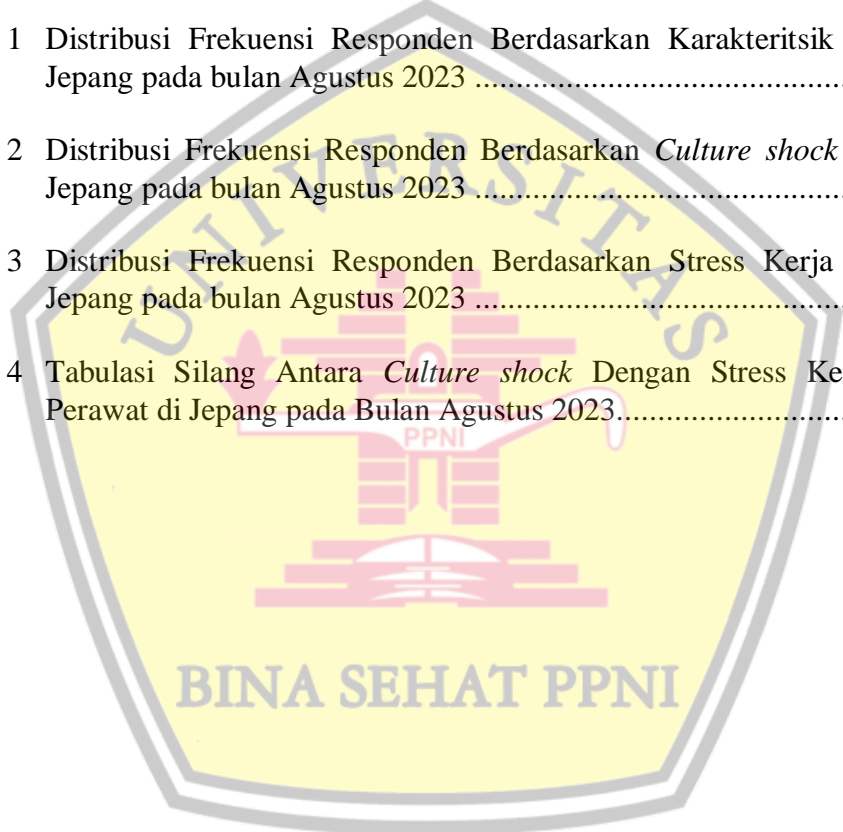 1 Distribusi Frekuensi Responden Berdasarkan Karakteritsik
Jepang pada bulan Agustus 2023 ........................................
2 Distribusi Frekuensi Responden Berdasarkan Culture shock
Jepang pada bulan Agustus 2023 ........................................
3 Distribusi Frekuensi Responden Berdasarkan Stress Kerja
Jepang pada bulan Agustus 2023 ........................................
4 Tabulasi Silang Antara Culture shock Dengan Stress Ke
Perawat di Jepang pada Bulan Agustus 2023.........................
UNIVERSITAS
PPNI
BINA SEHAT PPNI